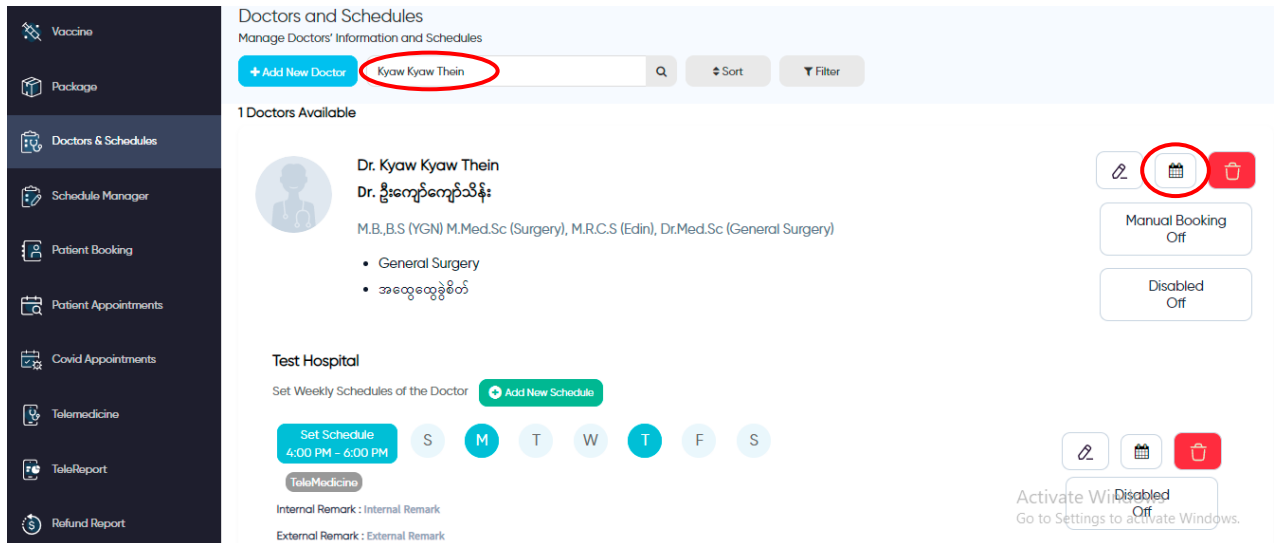 Vaccine
Package
Doctors & Schedules
Schedule Manager
Patient Booking
Patient Appointments
Covid Appointments
Telemedicine
TeleReport
Refund Report
Doctors and Schedules
Manage Doctors' Information and Schedules
+ Add New Doctor
Kyaw Kyaw Thein
Sort
Filter
1 Doctors Available
Dr. Kyaw Kyaw Thein
Dr. ဦးကျော်ကျော်သိန်း
M.B.,B.S (YGN) M.Med.Sc (Surgery), M.R.C.S (Edin), Dr.Med.Sc (General Surgery)
• General Surgery
• အထွေထွေခွဲစိတ်
Manual Booking
Off
Disabled
Off
Test Hospital
Set Weekly Schedules of the Doctor
Add New Schedule
Set Schedule
4:00 PM - 6:00 PM
S M T W T F S
TeleMedicine
Internal Remark : Internal Remark
External Remark : External Remark
Disabled
Off
Activate Windows
Go to Settings to activate Windows.